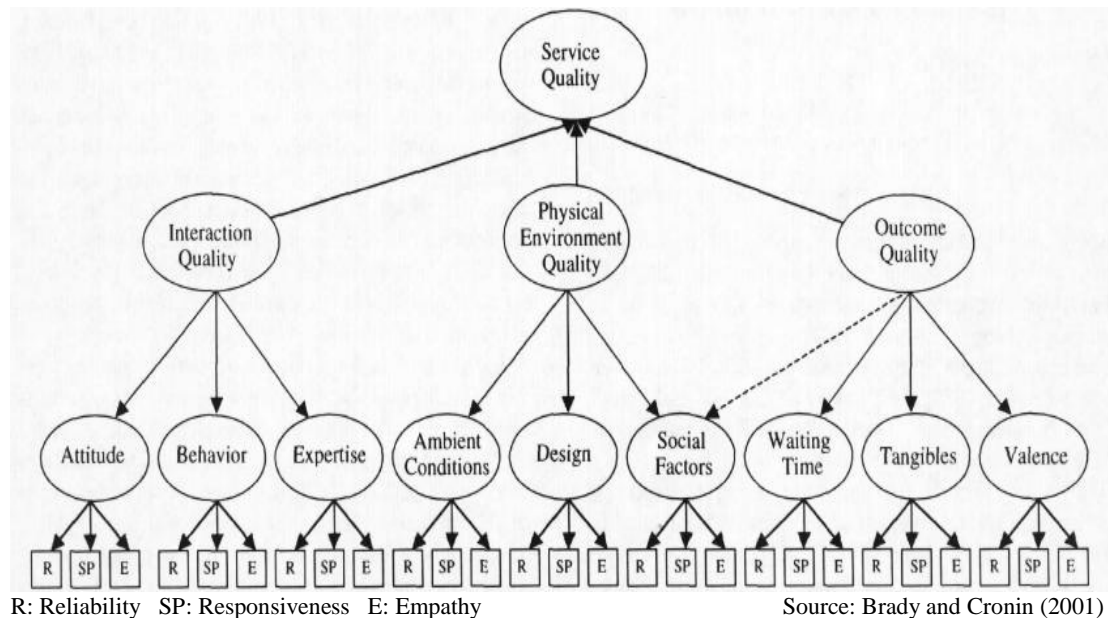 Service
Quality
Interaction
Quality
Physical
Environment
Quality
Outcome
Quality
Attitude
Behavior
Expertise
Ambient
Conditions
Design
Social
Factors
Waiting
Time
Tangibles
Valence
R SP E R SP E R SP E R SP E R SP E R SP E R SP E R SP E R SP E
R: Reliability SP: Responsiveness E: Empathy Source: Brady and Cronin (2001)